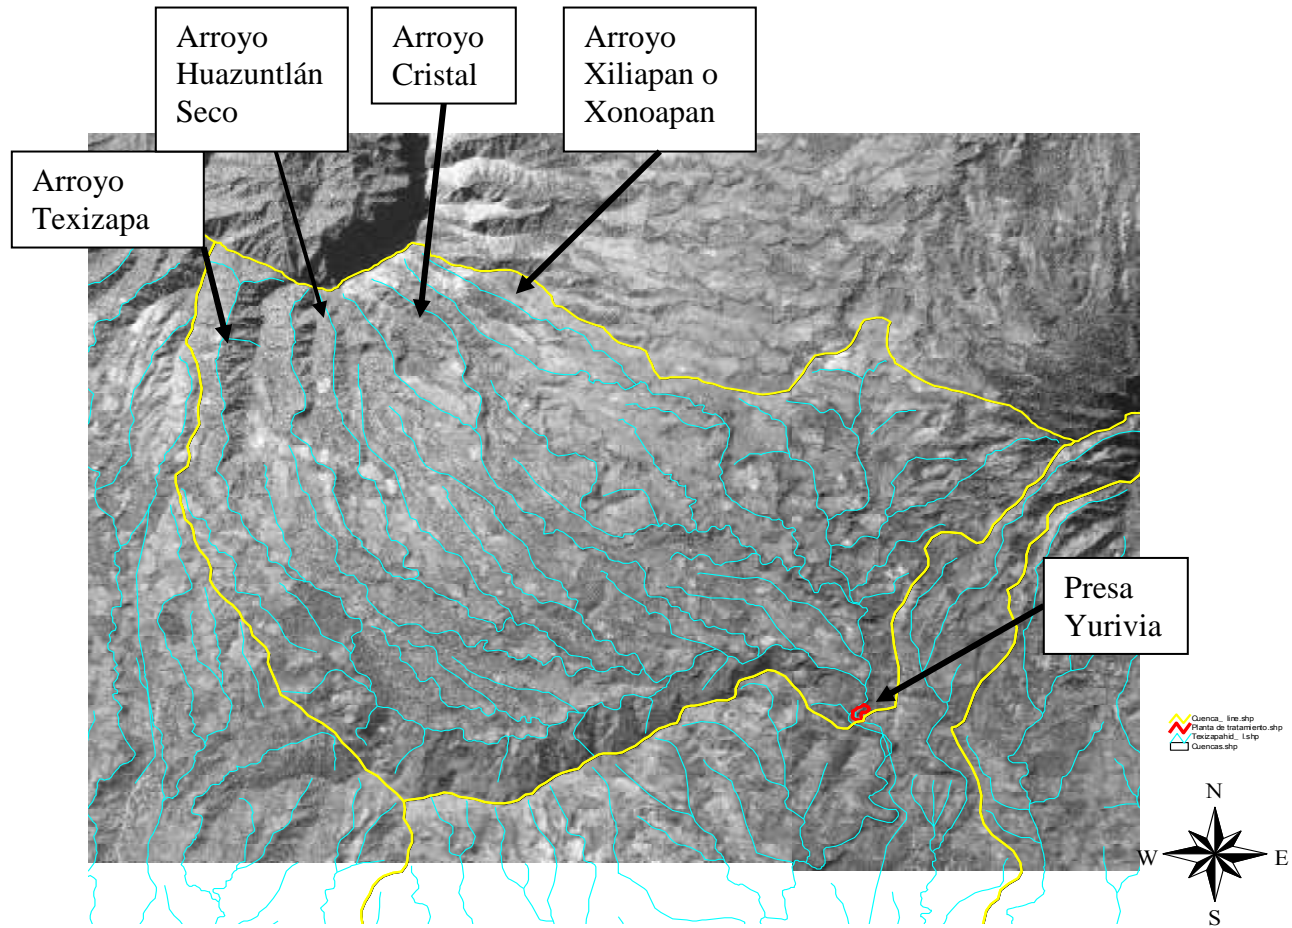 Arroyo
Huazuntlán
Seco
Arroyo
Cristal
Arroyo
Xiliapan o
Xonoapan
Arroyo
Texizapa
Presa
Yurivia
Cuenca_ line.shp
Planta de tratamiento.shp
Texizapahid_ l.shp
Cuencas.shp
N
W
E
S